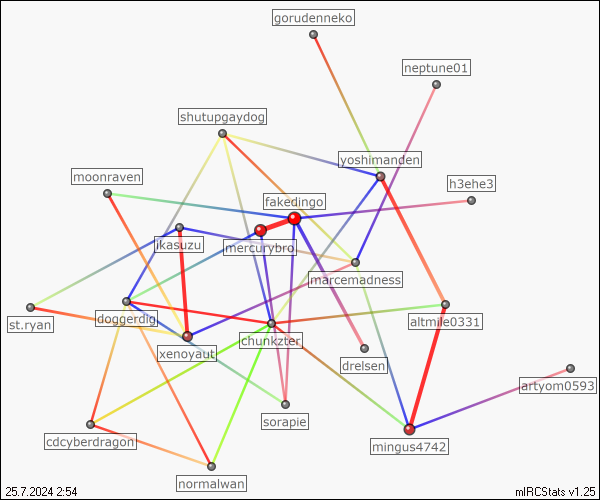 gorudenneko
neptune01
shutupgaydog
yoshimanden
moonraven
h3ehe3
fakedingo
ikasuzu
mercurybro
marcemadness
st.ryan
doggerdig
altmile0331
chunkzter
xenoyaut
drelsen
artyom0593
sorapie
cdcyberdragon
mingus4742
normalwan
25.7.2024 2:54
mIRCStats v1.25